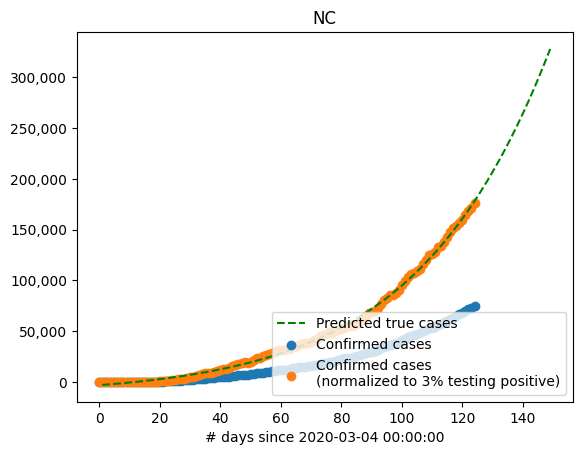 NC
300,000
250,000
200,000
150,000
100,000
50,000
0
Predicted true cases
Confirmed cases
Confirmed cases
(normalized to 3% testing positive)
0 20 40 60 80 100 120 140
# days since 2020-03-04 00:00:00